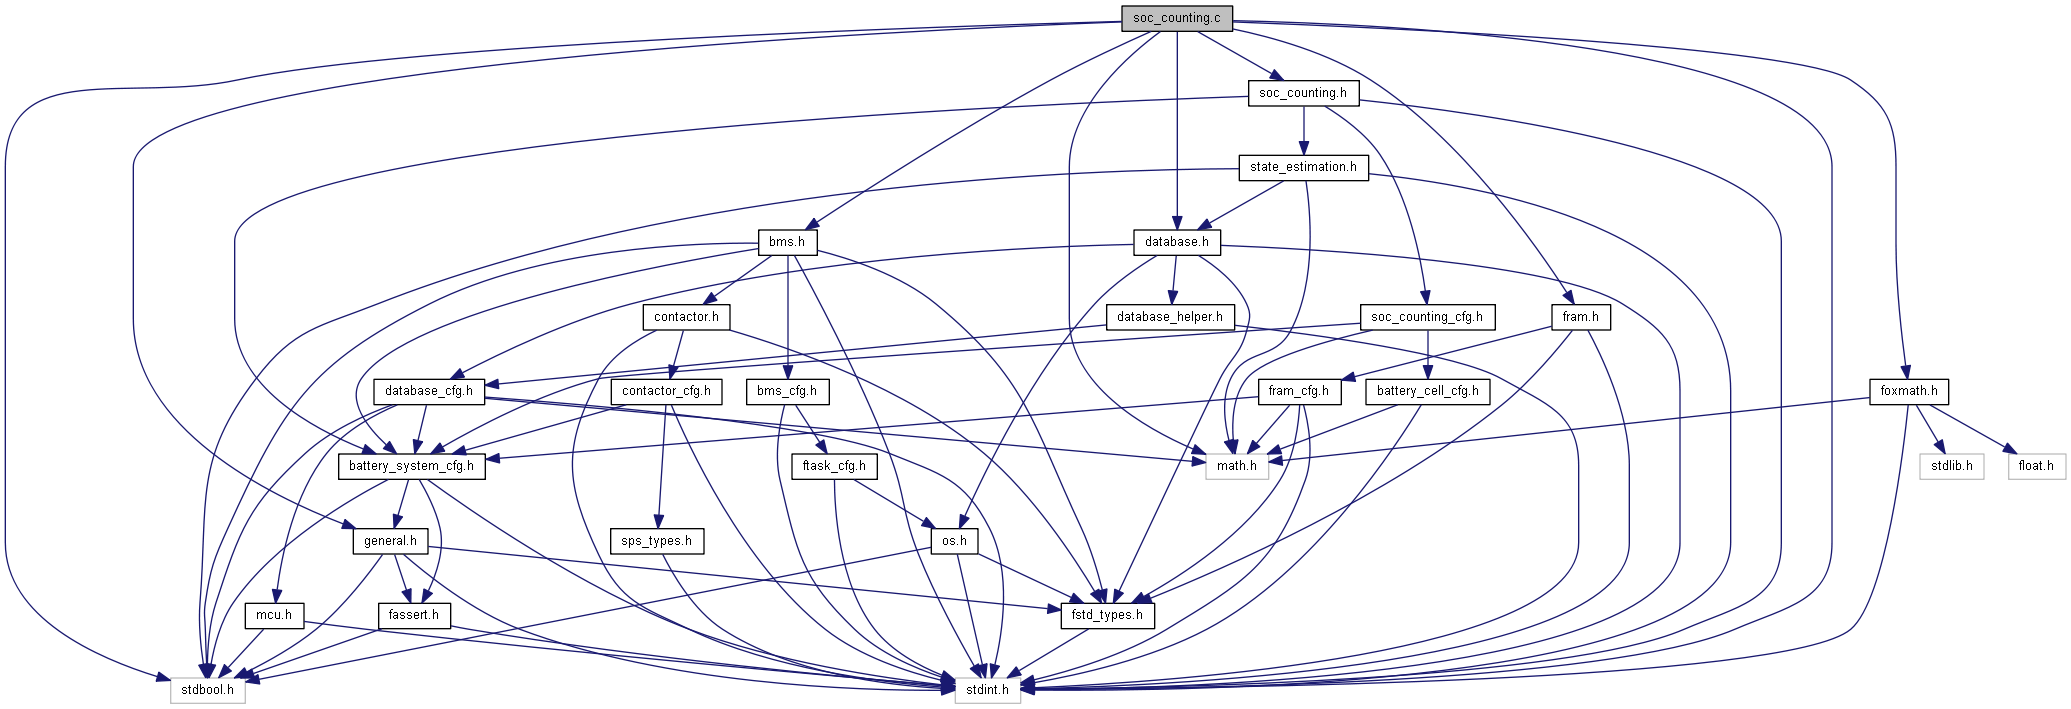 soc_counting.c
soc_counting.h
state_estimation.h
bms.h
database.h
contactor.h
database_helper.h
soc_counting_cfg.h
fram.h
database_cfg.h
contactor_cfg.h
bms_cfg.h
fram_cfg.h
battery_cell_cfg.h
foxmath.h
battery_system_cfg.h
ftask_cfg.h
math.h
stdlib.h
float.h
general.h
sps_types.h
os.h
mcu.h
fassert.h
fstd_types.h
stdbool.h
stdint.h